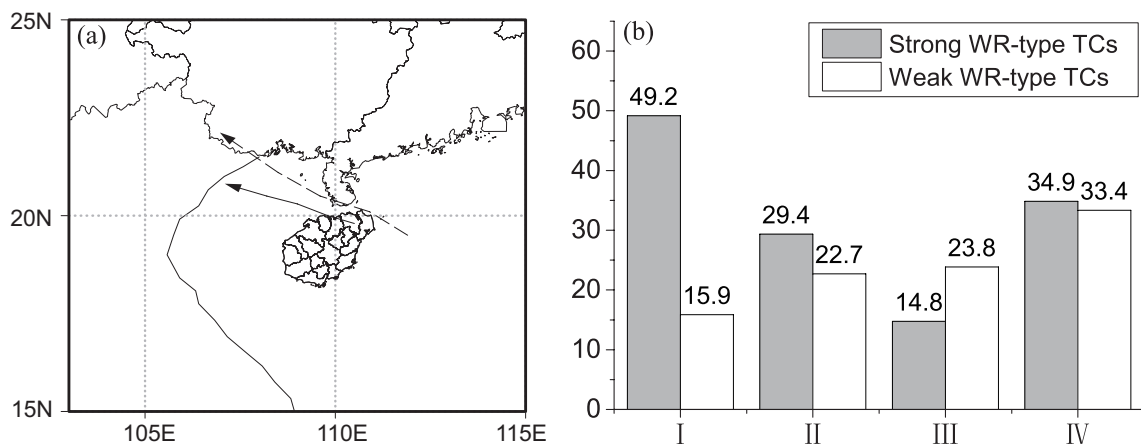 25N
(a)
20N
15N
105E
110E
115E
(b)
Strong WR-type TCs
Weak WR-type TCs
60
50
40
30
20
10
0
49.2
15.9
29.4
22.7
14.8
23.8
34.9
33.4
I
II
III
IV